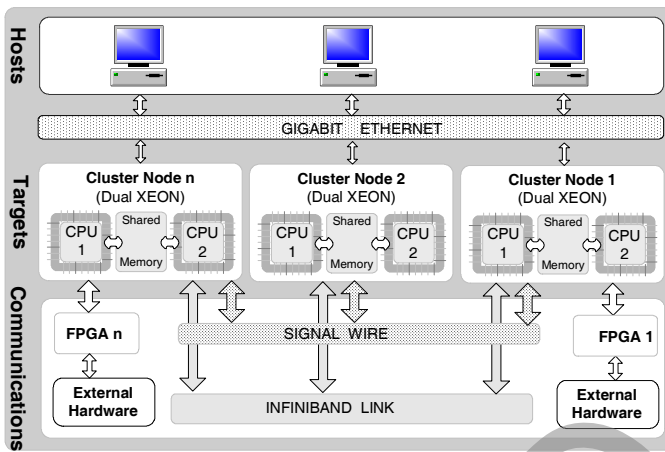 Hosts
GIGABIT ETHERNET
Targets
Cluster Node n
(Dual XEON)
CPU
1
Shared
Memory
CPU
2
Cluster Node 2
(Dual XEON)
CPU
1
Shared
Memory
CPU
2
Cluster Node 1
(Dual XEON)
CPU
1
Shared
Memory
CPU
2
Communications
FPGA n
SIGNAL WIRE
FPGA 1
External
Hardware
INFINIBAND LINK
External
Hardware